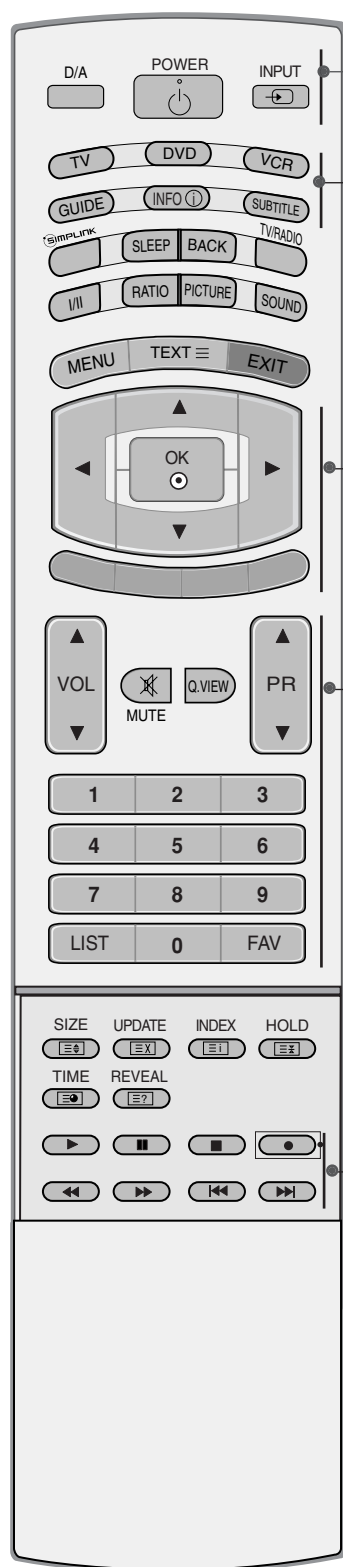 D/A POWER INPUT
TV DVD VCR
GUIDE INFO i SUBTITLE
SIMPLINK SLEEP BACK TV/RADIO
I/II RATIO PICTURE SOUND
MENU TEXT EXIT
OK
VOL Q.VIEW PR
MUTE
1 2 3
4 5 6
7 8 9
LIST 0 FAV
SIZE UPDATE INDEX HOLD
X i
TIME REVEAL
?